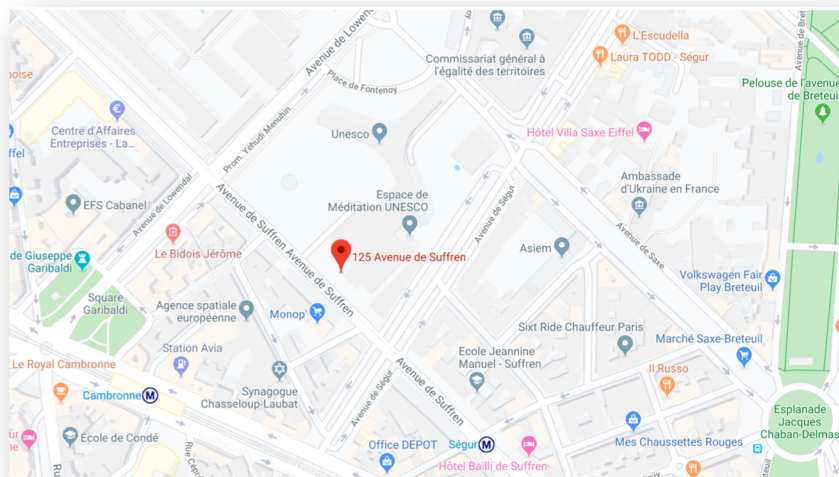 L'Escudella
Laura TODD - Ségur
Commissariat général à
l'égalité des territoires
Avenue de Lowendal
Place de Fontenoy
Pelouse de l'avenue
de Breteuil
Centre d'Affaires
Entreprises - La...
Unesco
Prom. Yehudi Menuhin
Hôtel Villa Saxe Eiffel
Ambassade
d'Ukraine en France
Espace de
Méditation UNESCO
EFS Cabanel
Avenue de Lowendal
Avenue de Suffren
Avenue de Suffren
Avenue de Ségur
Asiem
Avenue de Saxe
Le Bidois Jérôme
125 Avenue de Suffren
de Giuseppe
Garibaldi
Volkswagen Fair
Play Breteuil
Square
Garibaldi
Agence spatiale
européenne
Monop'
Sixt Ride Chauffeur Paris
Marché Saxe-Breteuil
Station Avia
Ecole Jeannine
Manuel - Suffren
Le Royal Cambronne
Il Russo
Synagogue
Chasseloup-Laubat
Avenue de Ségur
Avenue de Suffren
Cambronne
M
Esplanade
Jacques
Chaban-Delmas
École de Condé
Office DEPOT
Ségur
M
Mes Chaussettes Rouges
Hôtel Bailli de Suffren